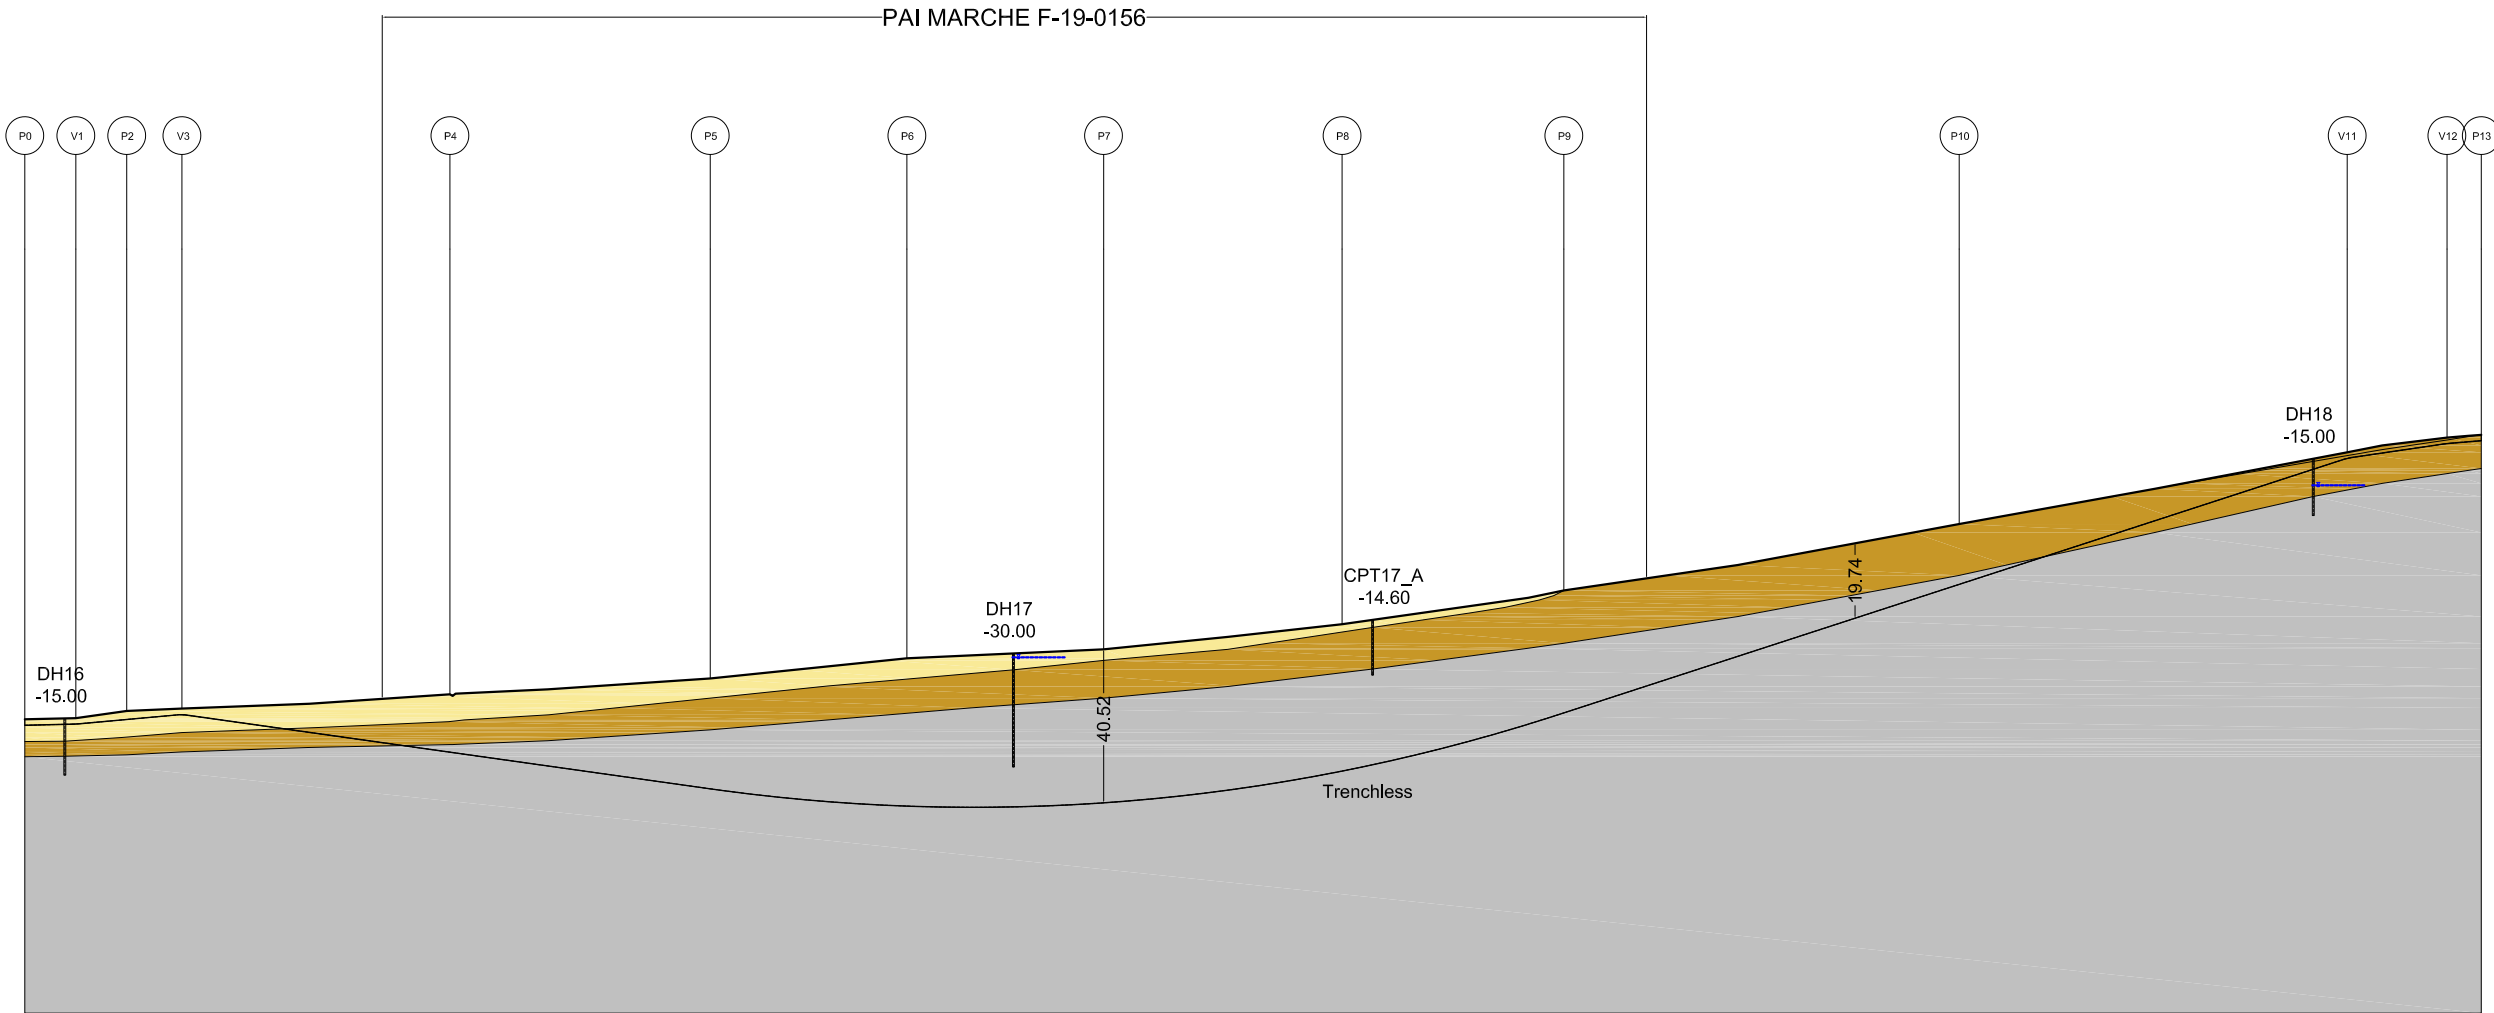 PAI MARCHE F-19-0156
P0 V1 P2 V3 P4 P5 P6 P7 P8 P9 P10 V11 V12 P13
DH18
-15.00
19.74
CPT17_A
-14.60
DH17
-30.00
DH16
-15.00
40.52
Trenchless